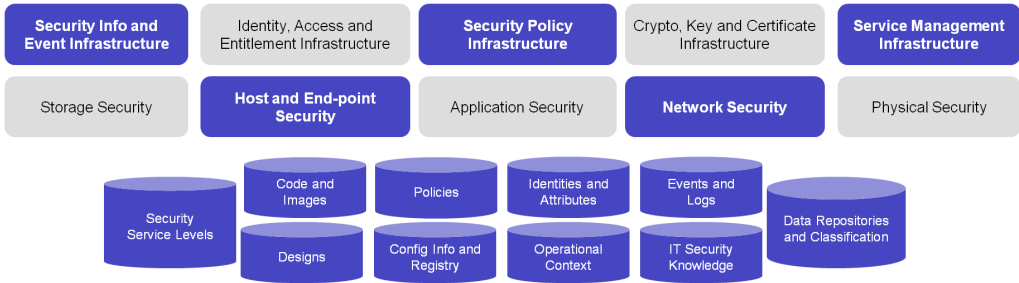 Security Info and
Event Infrastructure
Identity, Access and
Entitlement Infrastructure
Security Policy
Infrastructure
Crypto, Key and Certificate
Infrastructure
Service Management
Infrastructure
Storage Security
Host and End-point
Security
Application Security
Network Security
Physical Security
Security
Service Levels
Code and
Images
Policies
Identities and
Attributes
Events and
Logs
Designs
Config Info and
Registry
Operational
Context
IT Security
Knowledge
Data Repositories
and Classification